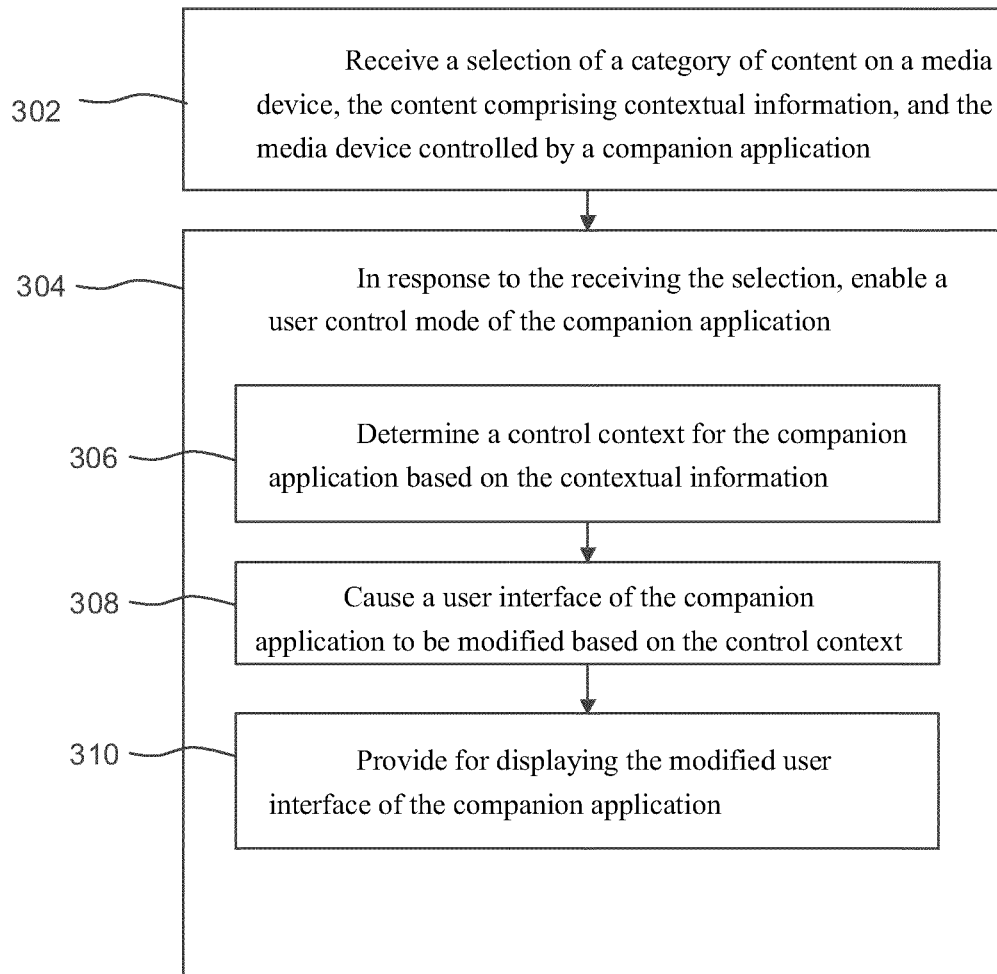 Receive a selection of a category of content on a media
302
device, the content comprising contextual information, and the
media device controlled by a companion application
304
In response to the receiving the selection, enable a
user control mode of the companion application
306
Determine a control context for the companion
application based on the contextual information
308
Cause a user interface of the companion
application to be modified based on the control context
310
Provide for displaying the modified user
interface of the companion application